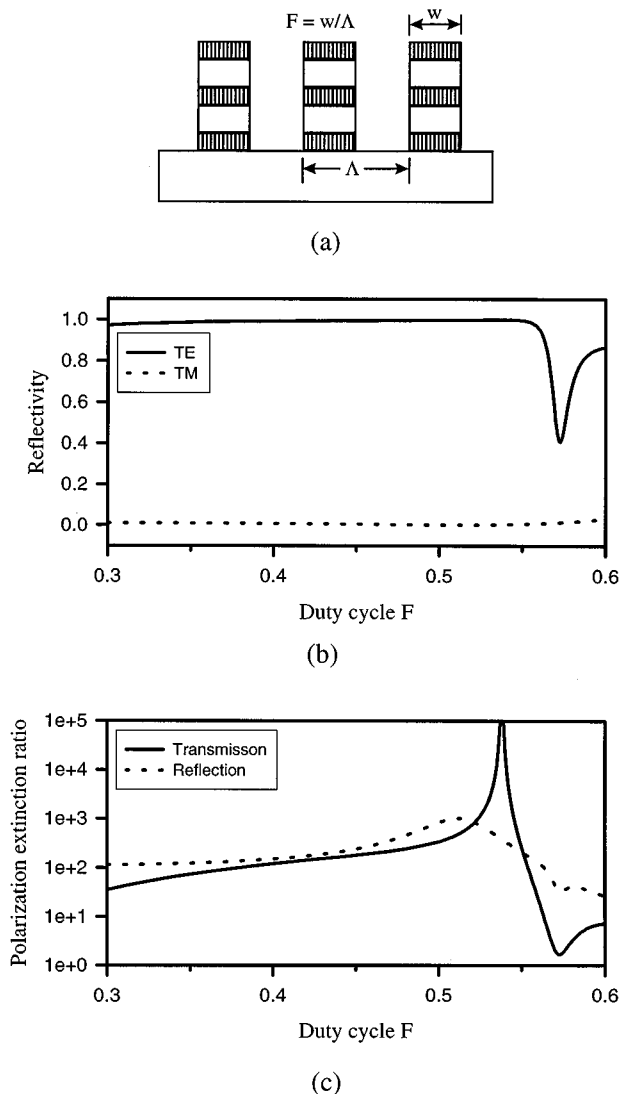 F = w/Λ
w
Λ
(a)
1.0
0.8
0.6
0.4
0.2
0.0
Reflectivity
TE
TM
0.3 0.4 0.5 0.6
Duty cycle F
(b)
1e+5
1e+4
1e+3
1e+2
1e+1
1e+0
Polarization extinction ratio
Transmisson
Reflection
0.3 0.4 0.5 0.6
Duty cycle F
(c)